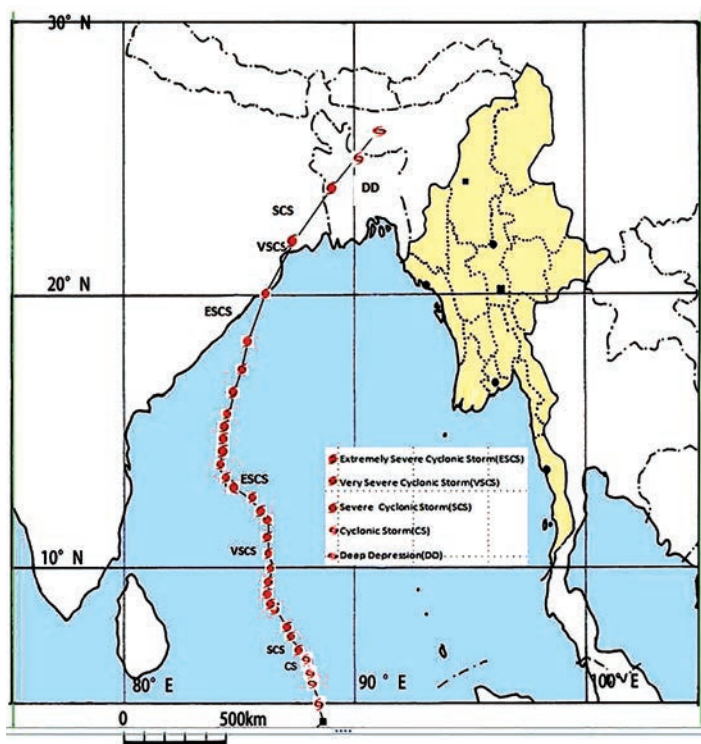 30° N
DD
SCS
VSCS
20° N
ESCS
Extremely Severe Cyclonic Storm(ESCS)
ESCS
Very Severe Cyclonic Storm(VSCS)
Severe Cyclonic Storm(SCS)
Cyclonic Storm(CS)
VSCS
Deep Depression(DD)
10° N
SCS
CS
80° E
90° E
100° E
0
500km